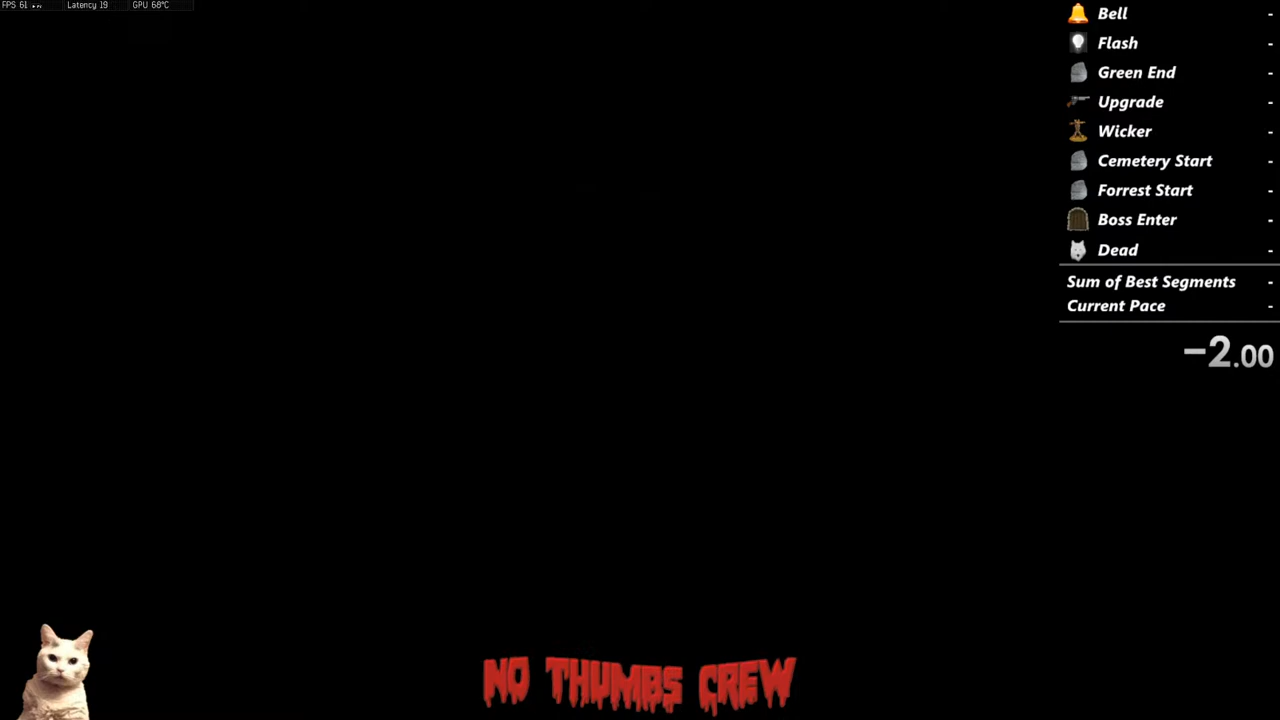 FPS 61 Latency 19 GPU 68°C
Bell -
Flash -
Green End -
Upgrade -
Wicker -
Cemetery Start -
Forrest Start -
Boss Enter -
Dead -
Sum of Best Segments -
Current Pace -
-2.00
NO THUMBS CREW